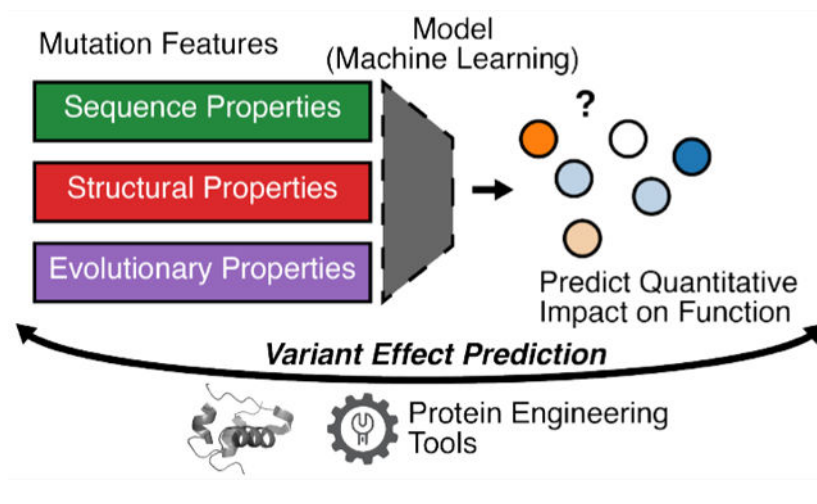 Mutation Features
Model
(Machine Learning)
Sequence Properties
Structural Properties
Evolutionary Properties
?
Predict Quantitative
Impact on Function
Variant Effect Prediction
Protein Engineering
Tools